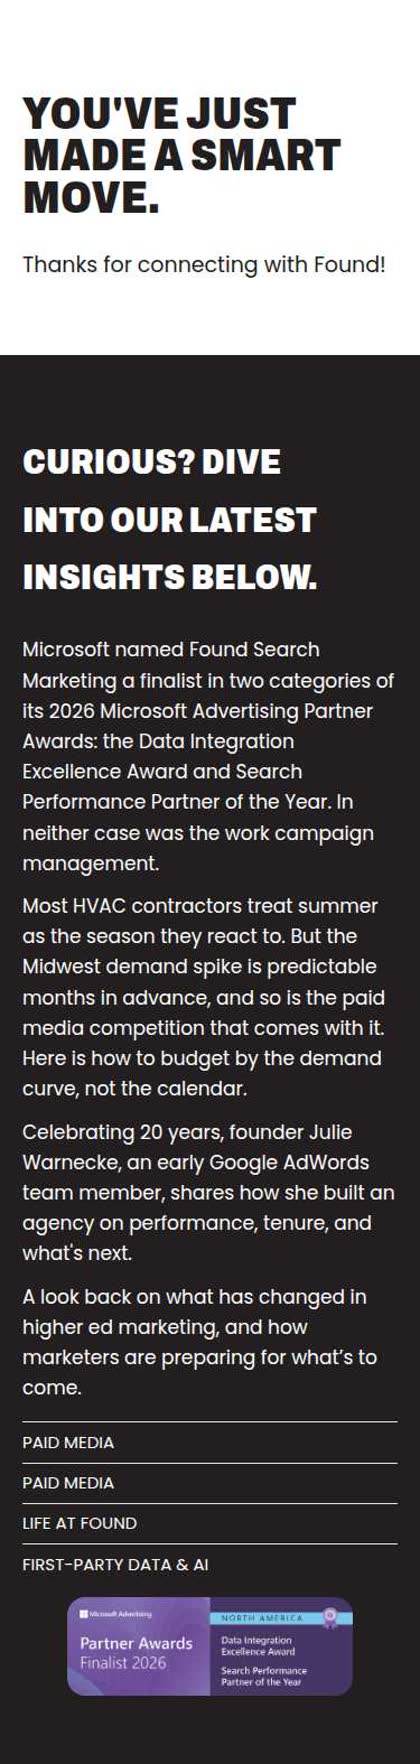 YOU'VE JUST
MADE A SMART
MOVE.
Thanks for connecting with Found!
CURIOUS? DIVE
INTO OUR LATEST
INSIGHTS BELOW.
Microsoft named Found Search
Marketing a finalist in two categories of
its 2026 Microsoft Advertising Partner
Awards: the Data Integration
Excellence Award and Search
Performance Partner of the Year. In
neither case was the work campaign
management.
Most HVAC contractors treat summer
as the season they react to. But the
Midwest demand spike is predictable
months in advance, and so is the paid
media competition that comes with it.
Here is how to budget by the demand
curve, not the calendar.
Celebrating 20 years, founder Julie
Warnecke, an early Google AdWords
team member, shares how she built an
agency on performance, tenure, and
what's next.
A look back on what has changed in
higher ed marketing, and how
marketers are preparing for what’s to
come.
PAID MEDIA
PAID MEDIA
LIFE AT FOUND
FIRST-PARTY DATA & AI
Microsoft Advertising
Partner Awards
Finalist 2026
NORTH AMERICA
Data Integration
Excellence Award
Search Performance
Partner of the Year